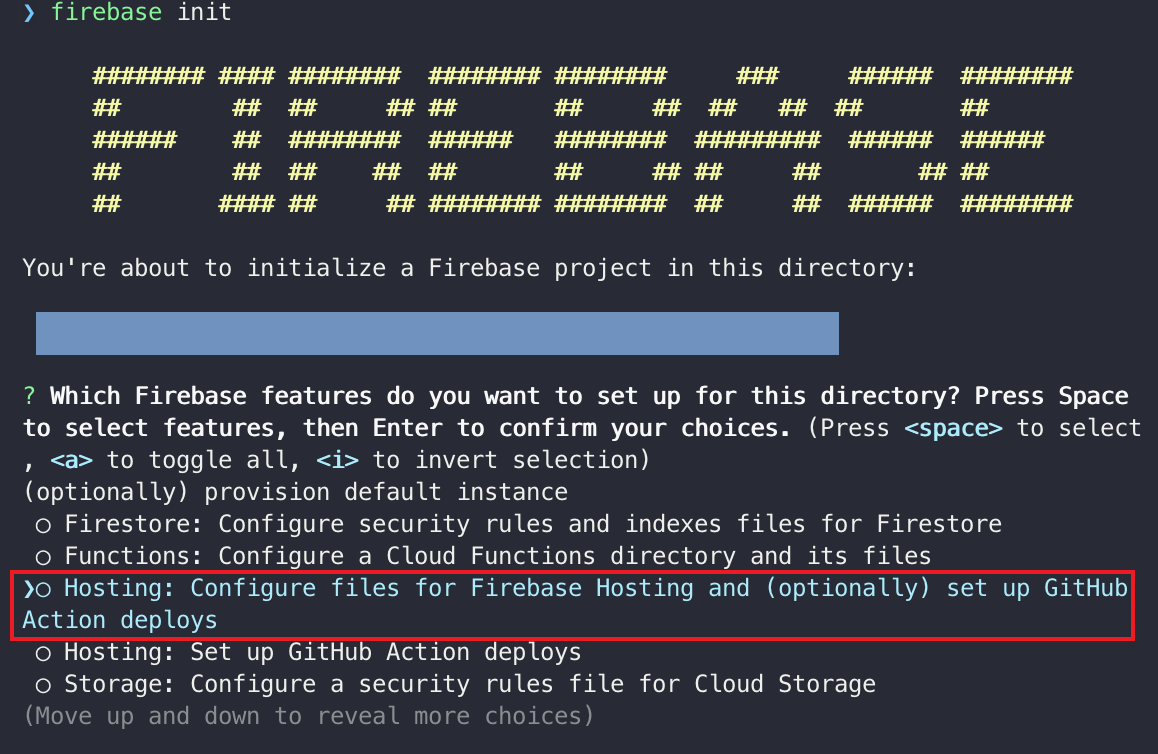 ❯ firebase init
######## #### ########  ######## ########     ###     ######  ########
##        ##  ##     ## ##       ##     ##  ##   ##  ##       ##
######    ##  ########  ######   ########  #########  ######  ######
##        ##  ##    ##  ##       ##     ## ##     ##       ## ##
##       #### ##     ## ######## ########  ##     ##  ######  ########
You're about to initialize a Firebase project in this directory:
? Which Firebase features do you want to set up for this directory? Press Space
to select features, then Enter to confirm your choices. (Press <space> to select
, <a> to toggle all, <i> to invert selection)
(optionally) provision default instance
○ Firestore: Configure security rules and indexes files for Firestore
○ Functions: Configure a Cloud Functions directory and its files
❯○ Hosting: Configure files for Firebase Hosting and (optionally) set up GitHub
Action deploys
○ Hosting: Set up GitHub Action deploys
○ Storage: Configure a security rules file for Cloud Storage
(Move up and down to reveal more choices)